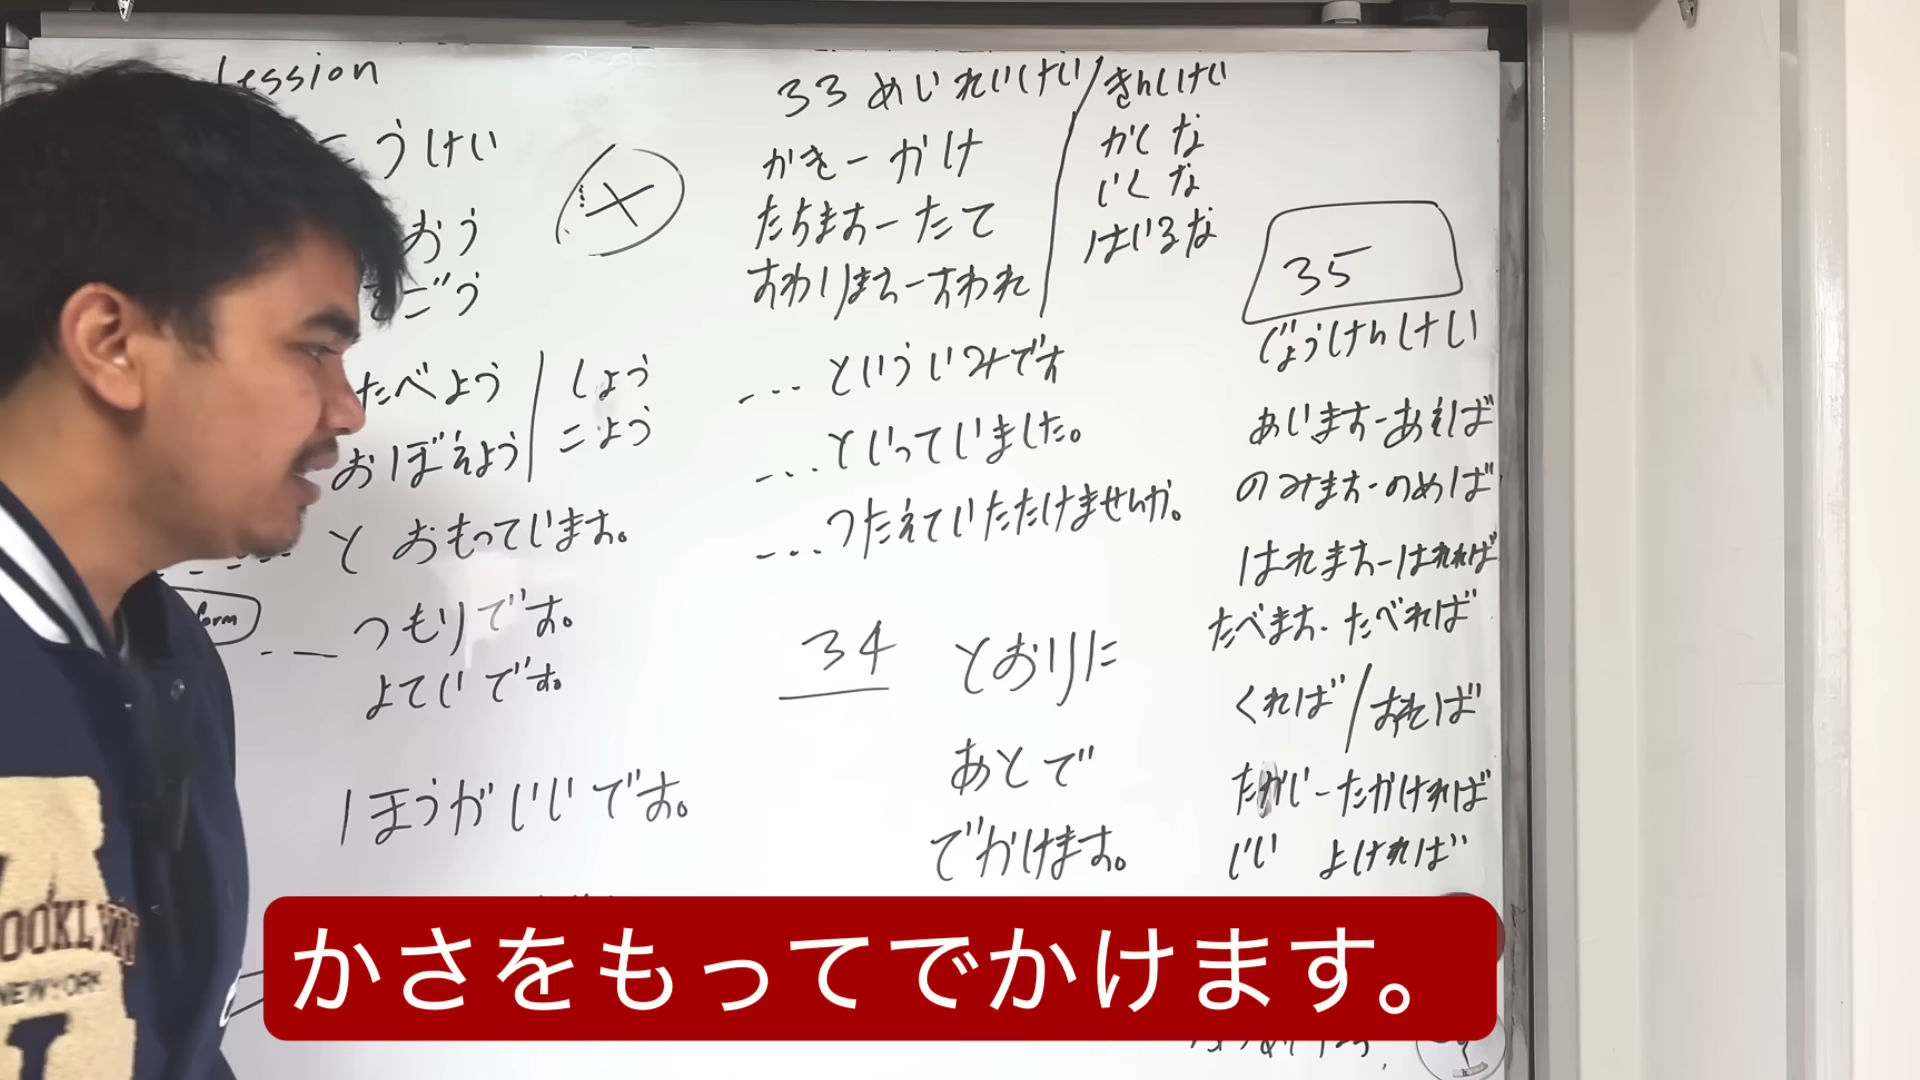 Lession
うけい
おう
ごう
たべよう / しょう
おぼえよう / こよう
と おもっています。
form
つもりです。
よていです。
ほうがいいです。
33 めいれいけい / きんしけい
かき - かけ
たちます - たて
すわります - すわれ
かくな
いくな
はいるな
... といういみです
... といっていました。
... つたえていただけませんか。
34 とおりに
あとで
でかけます。
35
じょうけんけい
あいます - あえば
のみます - のめば
はれます - はれれば
たべます - たべれば
くれば / すれば
たかい - たかければ
いい よければ
NEW YORK
かさをもってでかけます。